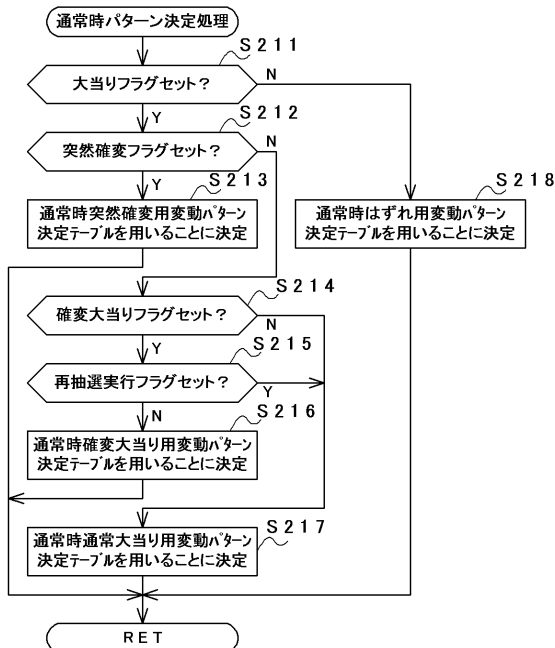 通常時パターン決定処理
S211
大当りフラグセット?
N
Y
S212
突然確変フラグセット?
N
Y
S213
通常時突然確変用変動パターン
決定テーブルを用いることに決定
S218
通常時はずれ用変動パターン
決定テーブルを用いることに決定
S214
確変大当りフラグセット?
N
Y
S215
再抽選実行フラグセット?
Y
N
S216
通常時確変大当り用変動パターン
決定テーブルを用いることに決定
S217
通常時通常大当り用変動パターン
決定テーブルを用いることに決定
RET